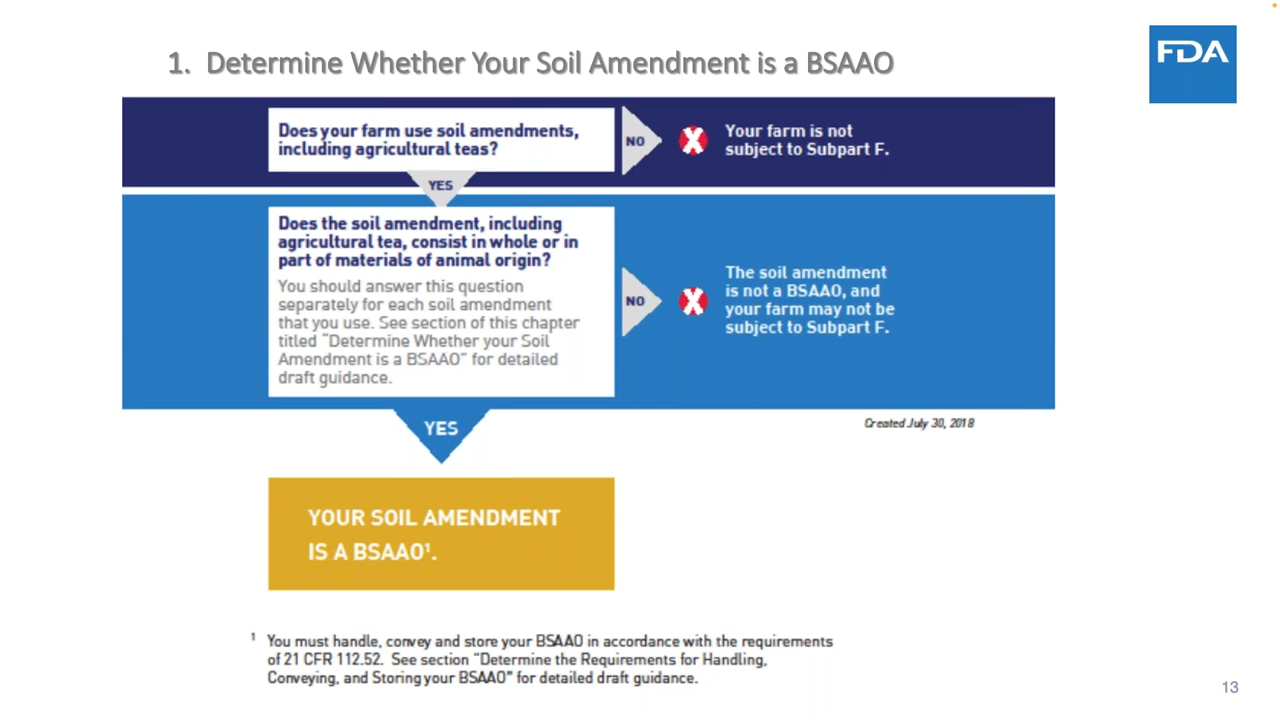 1. Determine Whether Your Soil Amendment is a BSAAO
FDA
Does your farm use soil amendments,
including agricultural teas?
NO
X
Your farm is not
subject to Subpart F.
YES
Does the soil amendment, including
agricultural tea, consist in whole or in
part of materials of animal origin?
You should answer this question
separately for each soil amendment
that you use. See section of this chapter
titled "Determine Whether your Soil
Amendment is a BSAAO" for detailed
draft guidance.
NO
X
The soil amendment
is not a BSAAO, and
your farm may not be
subject to Subpart F.
YES
Created July 30, 2018
YOUR SOIL AMENDMENT
IS A BSAAO¹.
¹ You must handle, convey and store your BSAAO in accordance with the requirements
of 21 CFR 112.52. See section "Determine the Requirements for Handling,
Conveying, and Storing your BSAAO" for detailed draft guidance.
13